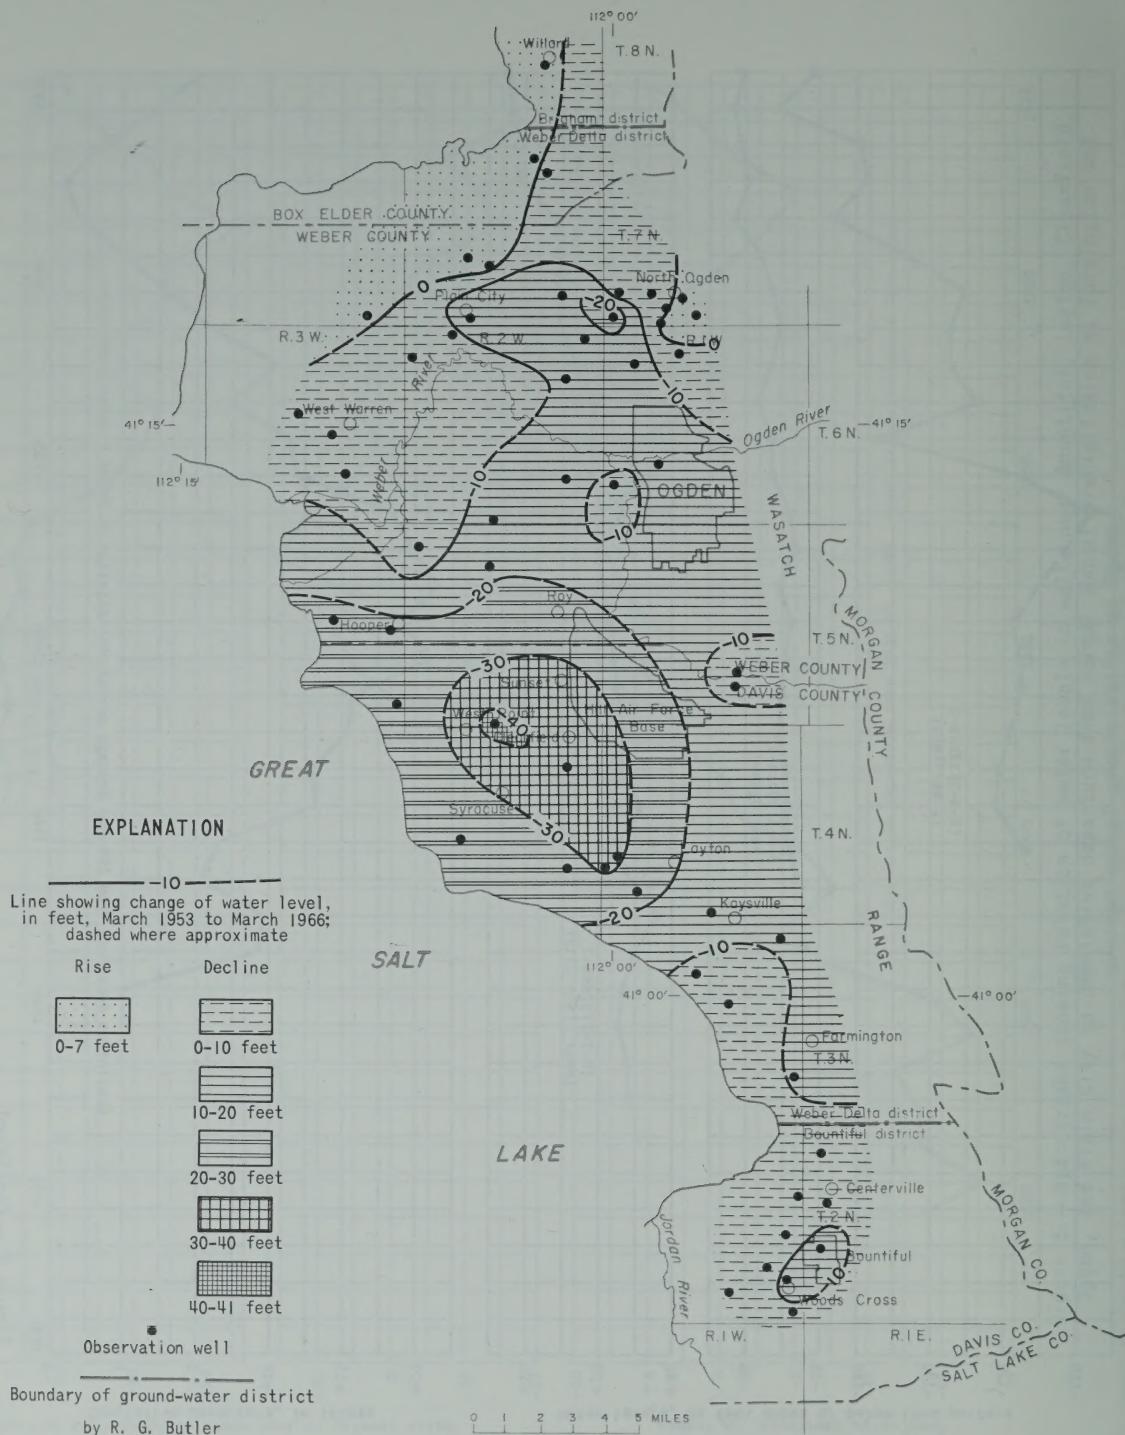 112° 00'
Willard
T. 8 N.
Brigham district
Weber Delta district
BOX ELDER COUNTY
WEBER COUNTY
T. 7 N.
0
North Ogden
Plain City
-20
R. 3 W.
R. 2 W.
R. 1 W.
0
River
-10
West Warren
41° 15'
Ogden River
T. 6 N.
41° 15'
112° 15'
Weber
-10
OGDEN
-10
WASATCH
-20
Roy
Hooper
MORGAN COUNTY
-10
T. 5 N.
WEBER COUNTY
DAVIS COUNTY
-30
Sunset
West Point
-40
Hill Air Force
Base
Clearfield
GREAT
Syracuse
-30
T. 4 N.
Layton
-20
Kaysville
RANGE
SALT
-10
112° 00'
41° 00'
41° 00'
Farmington
T. 3 N.
Weber Delta district
Bountiful district
LAKE
Centerville
T. 2 N.
Jordan River
Bountiful
-10
Woods Cross
MORGAN CO.
R. 1 W.
R. 1 E.
DAVIS CO.
SALT LAKE CO.
EXPLANATION
-10
Line showing change of water level,
in feet, March 1953 to March 1966;
dashed where approximate
Rise Decline
0-7 feet 0-10 feet
10-20 feet
20-30 feet
30-40 feet
40-41 feet
Observation well
Boundary of ground-water district
by R. G. Butler
0 1 2 3 4 5 MILES